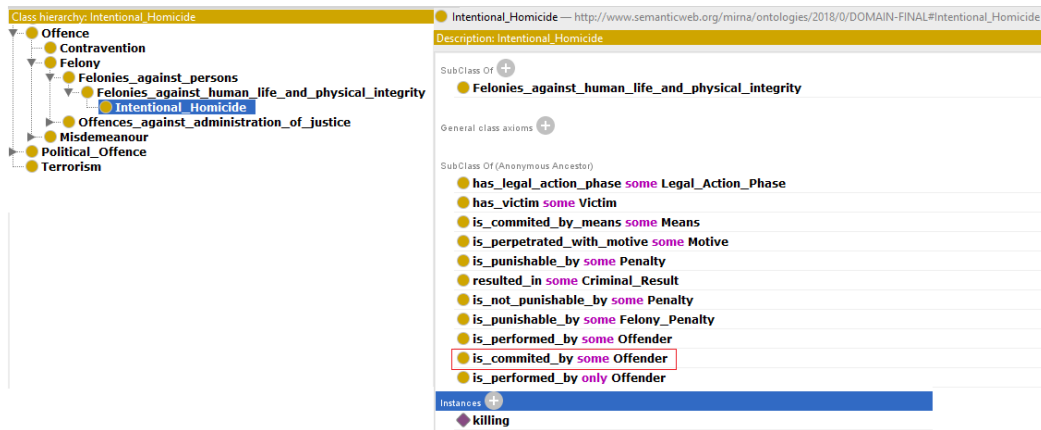 Class hierarchy: Intentional_Homicide
Offence
Contravention
Felony
Felonies_against_persons
Felonies_against_human_life_and_physical_integrity
Intentional_Homicide
Offences_against_administration_of_justice
Misdemeanour
Political_Offence
Terrorism
Intentional_Homicide — http://www.semanticweb.org/mirna/ontologies/2018/0/DOMAIN-FINAL#Intentional_Homicide
Description: Intentional_Homicide
SubClass Of
Felonies_against_human_life_and_physical_integrity
General class axioms
SubClass Of (Anonymous Ancestor)
has_legal_action_phase some Legal_Action_Phase
has_victim some Victim
is_commited_by_means some Means
is_perpetrated_with_motive some Motive
is_punishable_by some Penalty
resulted_in some Criminal_Result
is_not_punishable_by some Penalty
is_punishable_by some Felony_Penalty
is_performed_by some Offender
is_commited_by some Offender
is_performed_by only Offender
Instances
killing